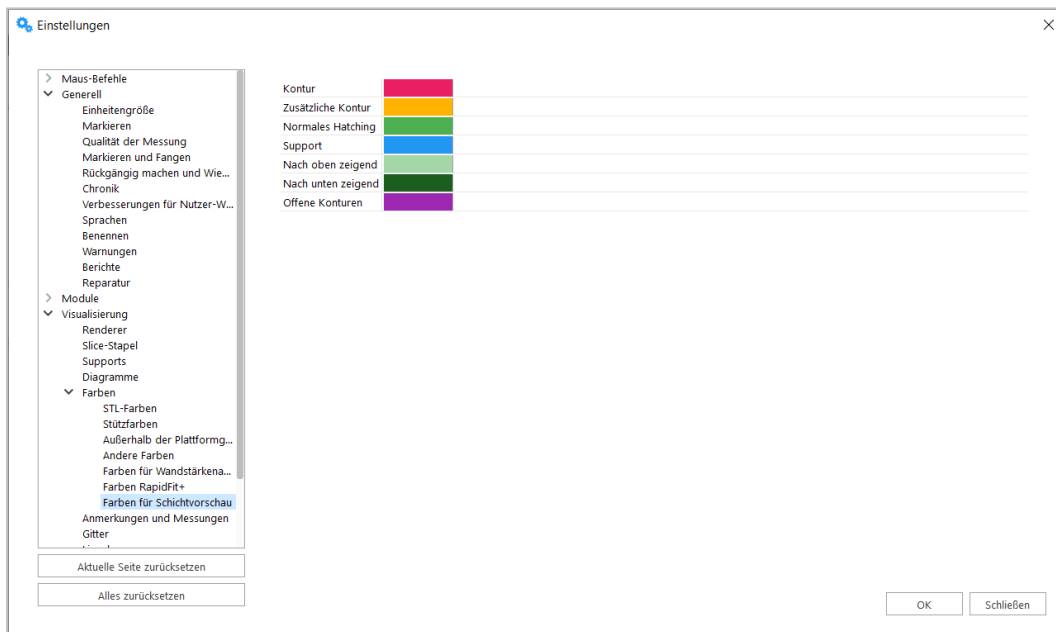 Einstellungen
Maus-Befehle
Generell
Einheitengröße
Markieren
Qualität der Messung
Markieren und Fangen
Rückgängig machen und Wie...
Chronik
Verbesserungen für Nutzer-W...
Sprachen
Benennen
Warnungen
Berichte
Reparatur
Module
Visualisierung
Renderer
Slice-Stapel
Supports
Diagramme
Farben
STL-Farben
Stützfarben
Außerhalb der Plattformg...
Andere Farben
Farben für Wandstärkena...
Farben RapidFit+
Farben für Schichtvorschau
Anmerkungen und Messungen
Gitter
Aktuelle Seite zurücksetzen
Alles zurücksetzen
Kontur
Zusätzliche Kontur
Normales Hatching
Support
Nach oben zeigend
Nach unten zeigend
Offene Konturen
OK
Schließen